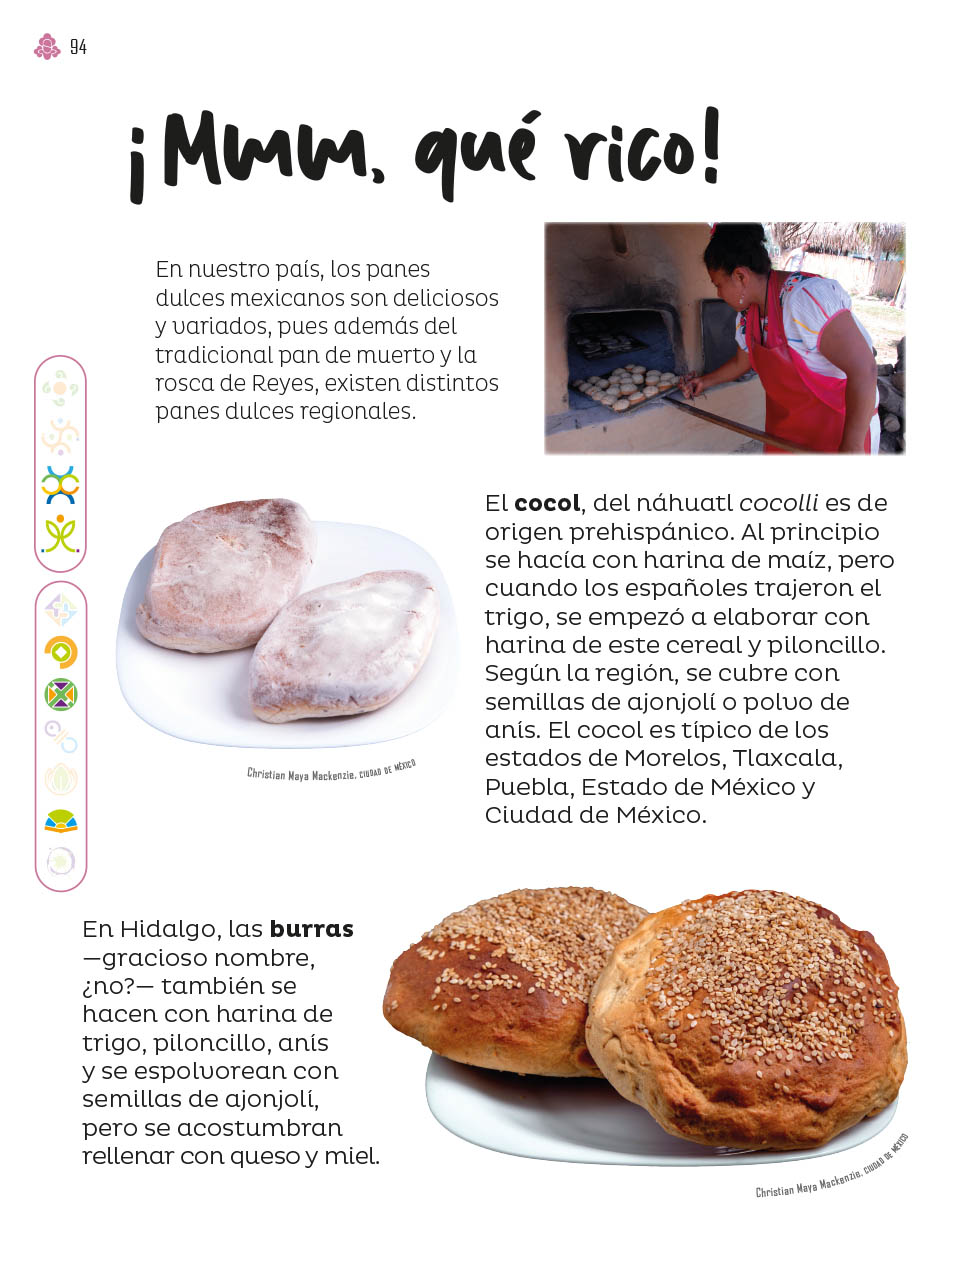 94
¡Mmm, qué rico!
En nuestro país, los panes
dulces mexicanos son deliciosos
y variados, pues además del
tradicional pan de muerto y la
rosca de Reyes, existen distintos
panes dulces regionales.
El cocol, del náhuatl cocolli es de
origen prehispánico. Al principio
se hacía con harina de maíz, pero
cuando los españoles trajeron el
trigo, se empezó a elaborar con
harina de este cereal y piloncillo.
Según la región, se cubre con
semillas de ajonjolí o polvo de
anís. El cocol es típico de los
estados de Morelos, Tlaxcala,
Puebla, Estado de México y
Ciudad de México.
Christian Maya Mackenzie, CIUDAD DE MÉXICO
En Hidalgo, las burras
—gracioso nombre,
¿no?— también se
hacen con harina de
trigo, piloncillo, anís
y se espolvorean con
semillas de ajonjolí,
pero se acostumbran
rellenar con queso y miel.
Christian Maya Mackenzie, CIUDAD DE MÉXICO